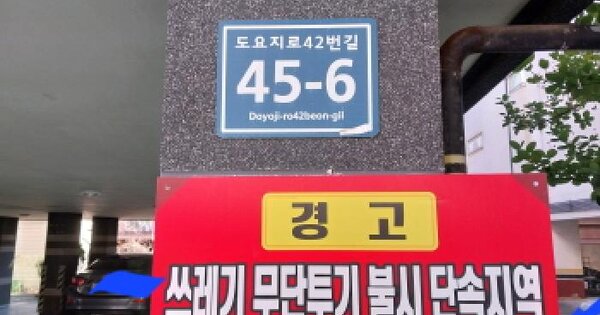 도요지로42번길
45-6
Doyoji-ro42beon-gil
경 고
쓰레기 무단투기 불시 단속지역